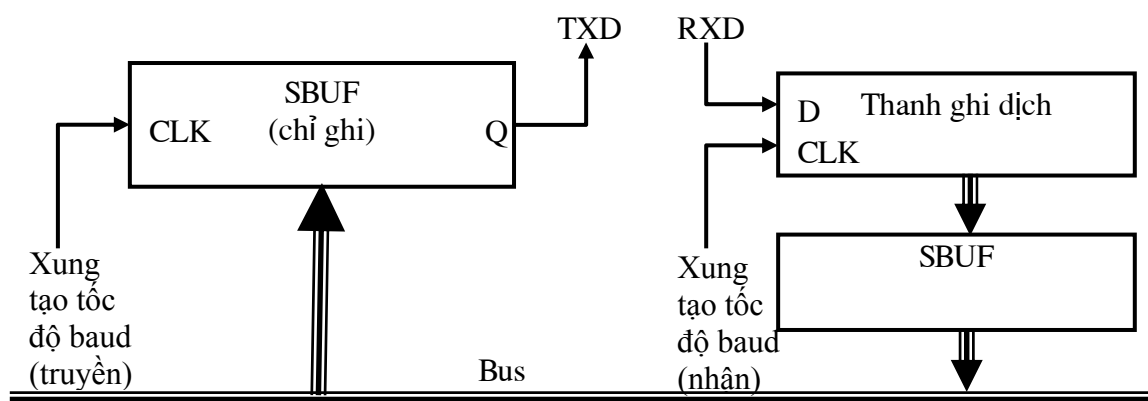 TXD
RXD
SBUF
(chỉ ghi)
CLK
Q
Thanh ghi dịch
D
CLK
SBUF
Xung
tạo tốc
độ baud
(truyền)
Xung
tạo tốc
độ baud
(nhân)
Bus